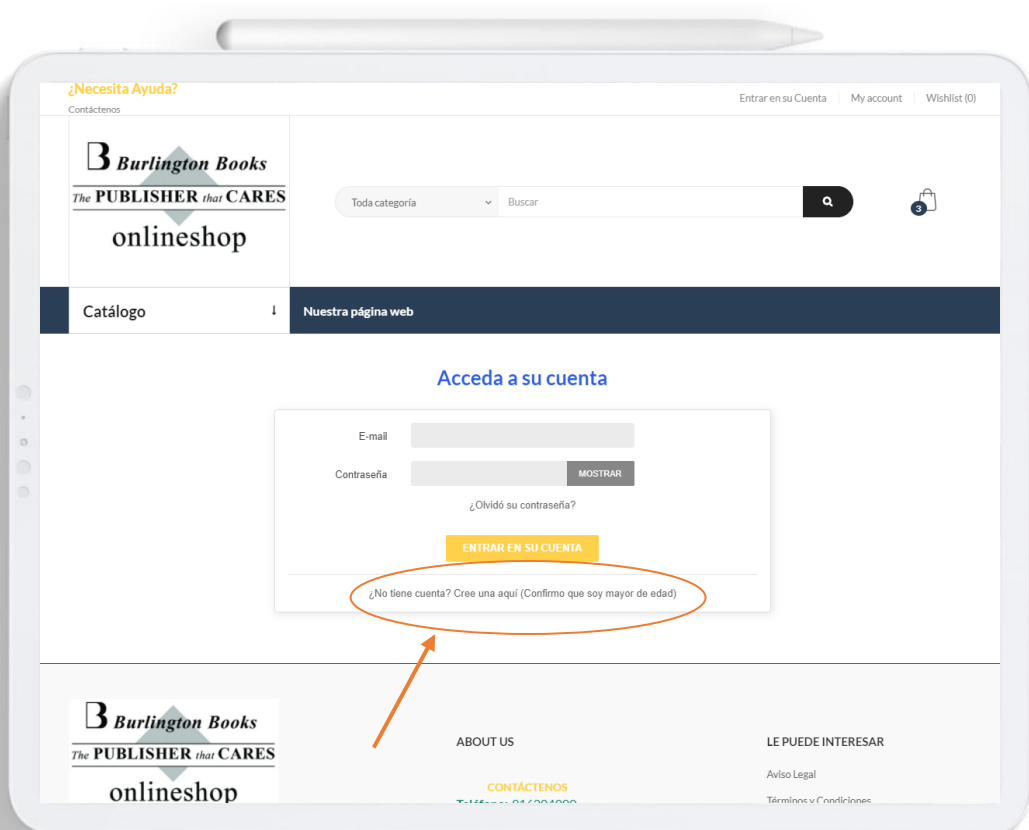 ¿Necesita Ayuda?
Contáctenos
Entrar en su Cuenta
My account
Wishlist (0)
B Burlington Books
The PUBLISHER that CARES
onlineshop
Toda categoría
Buscar
3
Catálogo
Nuestra página web
Acceda a su cuenta
E-mail
Contraseña
MOSTRAR
¿Olvidó su contraseña?
ENTRAR EN SU CUENTA
¿No tiene cuenta? Cree una aquí (Confirmo que soy mayor de edad)
B Burlington Books
The PUBLISHER that CARES
onlineshop
ABOUT US
CONTÁCTENOS
LE PUEDE INTERESAR
Aviso Legal
Términos y Condiciones